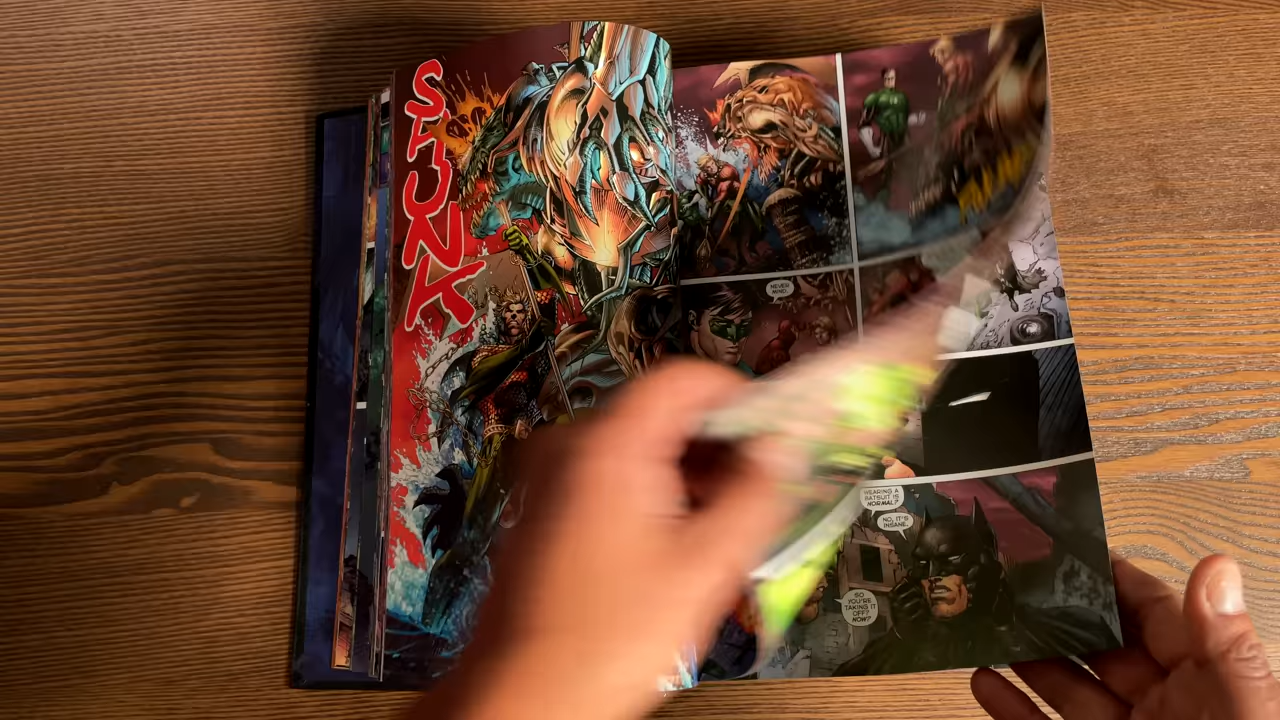 SHUNK
NEVER
MIND.
WEARING A
BATSUIT IS
NORMAL?
NO, IT'S
INSANE.
SO
YOU'RE
TAKING IT
OFF?
NOW?